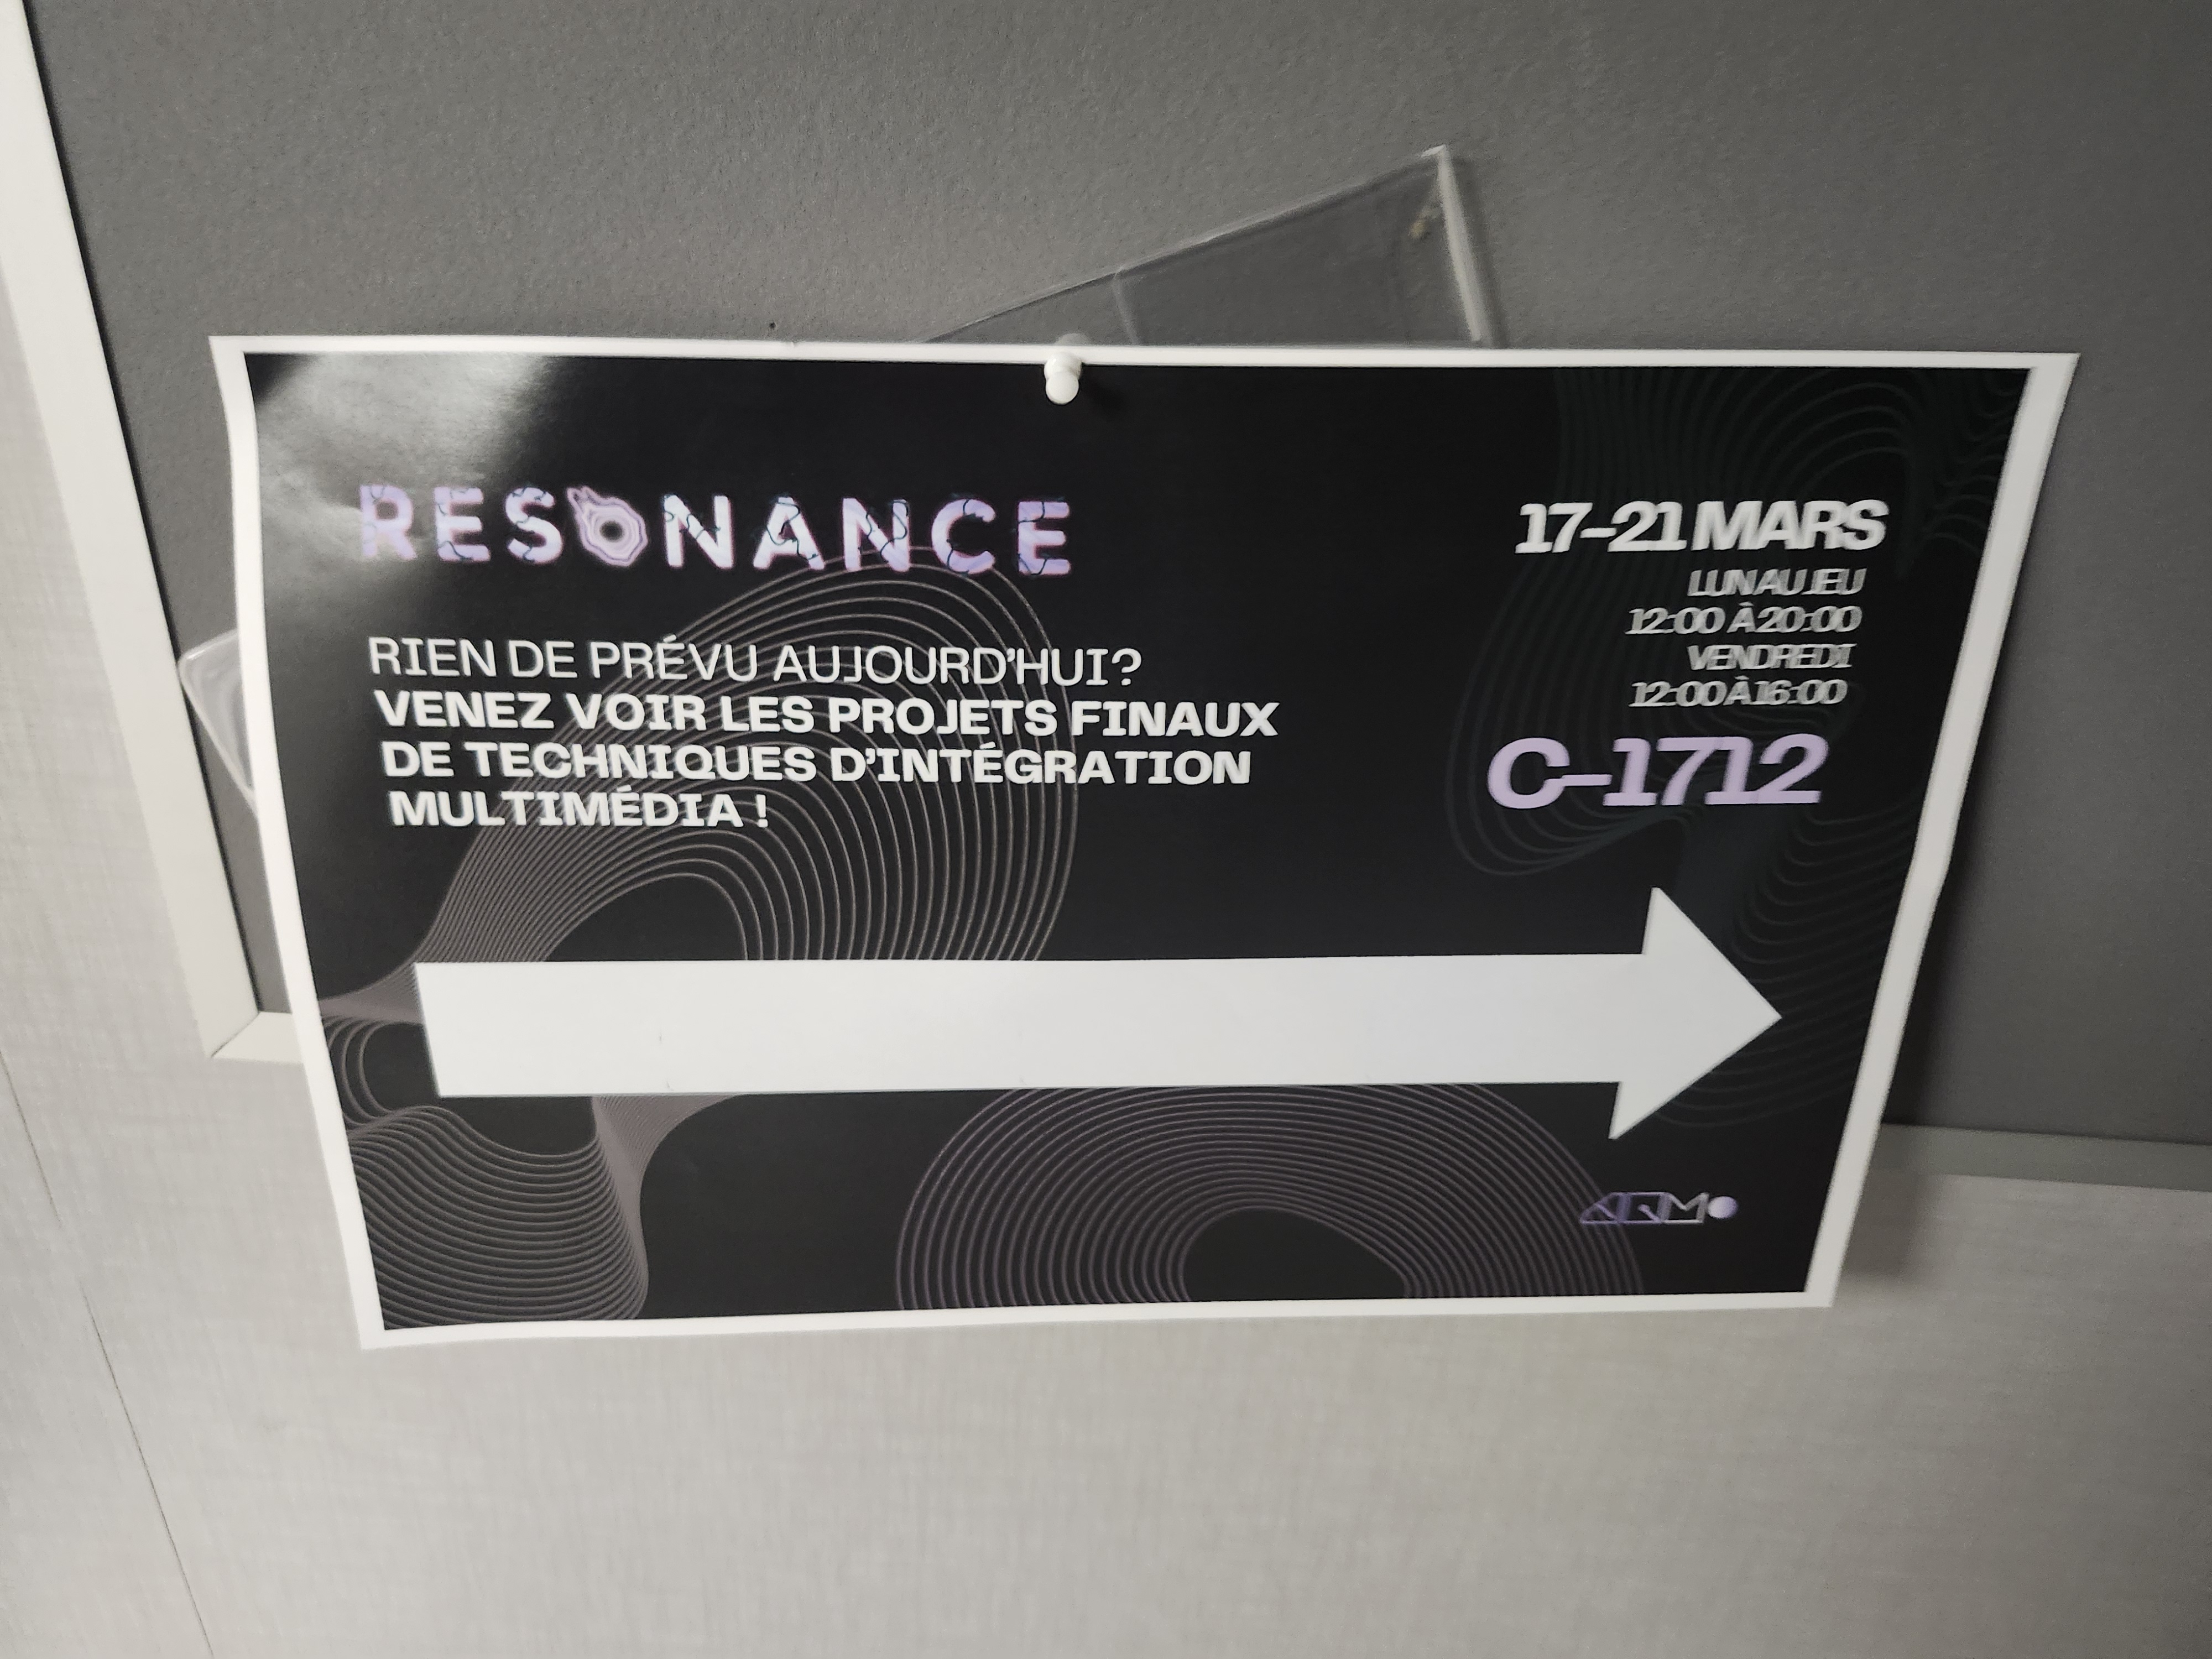 RESONANCE
RIEN DE PRÉVU AUJOURD'HUI?
VENEZ VOIR LES PROJETS FINAUX
DE TECHNIQUES D'INTÉGRATION
MULTIMÉDIA !
17-21 MARS
LUN AU JEU
12:00 À 20:00
VENDREDI
12:00 À 16:00
C-1712